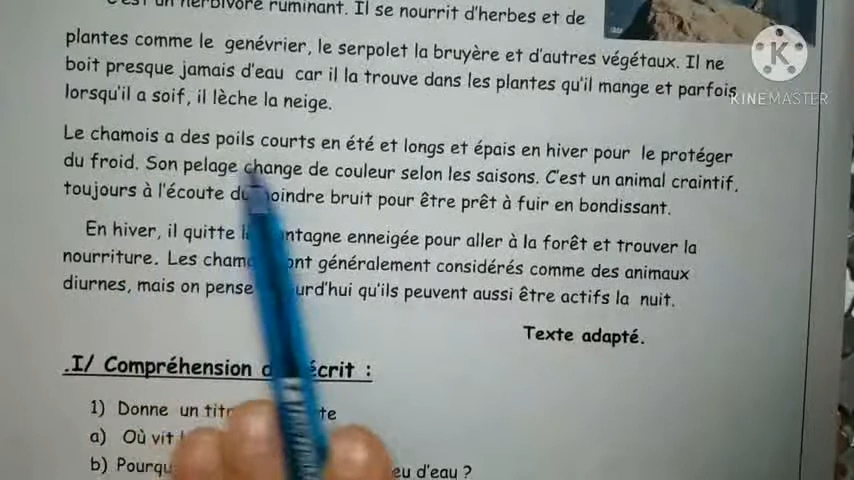 C'est un herbivore ruminant. Il se nourrit d'herbes et de
plantes comme le genévrier, le serpolet la bruyère et d'autres végétaux. Il ne
boit presque jamais d'eau car il la trouve dans les plantes qu'il mange et parfois
lorsqu'il a soif, il lèche la neige.
KINEMASTER
Le chamois a des poils courts en été et longs et épais en hiver pour le protéger
du froid. Son pelage change de couleur selon les saisons. C'est un animal craintif,
toujours à l'écoute du moindre bruit pour être prêt à fuir en bondissant.
En hiver, il quitte la montagne enneigée pour aller à la forêt et trouver la
nourriture. Les chamois sont généralement considérés comme des animaux
diurnes, mais on pense aujourd'hui qu'ils peuvent aussi être actifs la nuit.
Texte adapté.
.I/ Compréhension de l'écrit :
1) Donne un titre te
a) Où vit
b) Pourqu eu d'eau ?